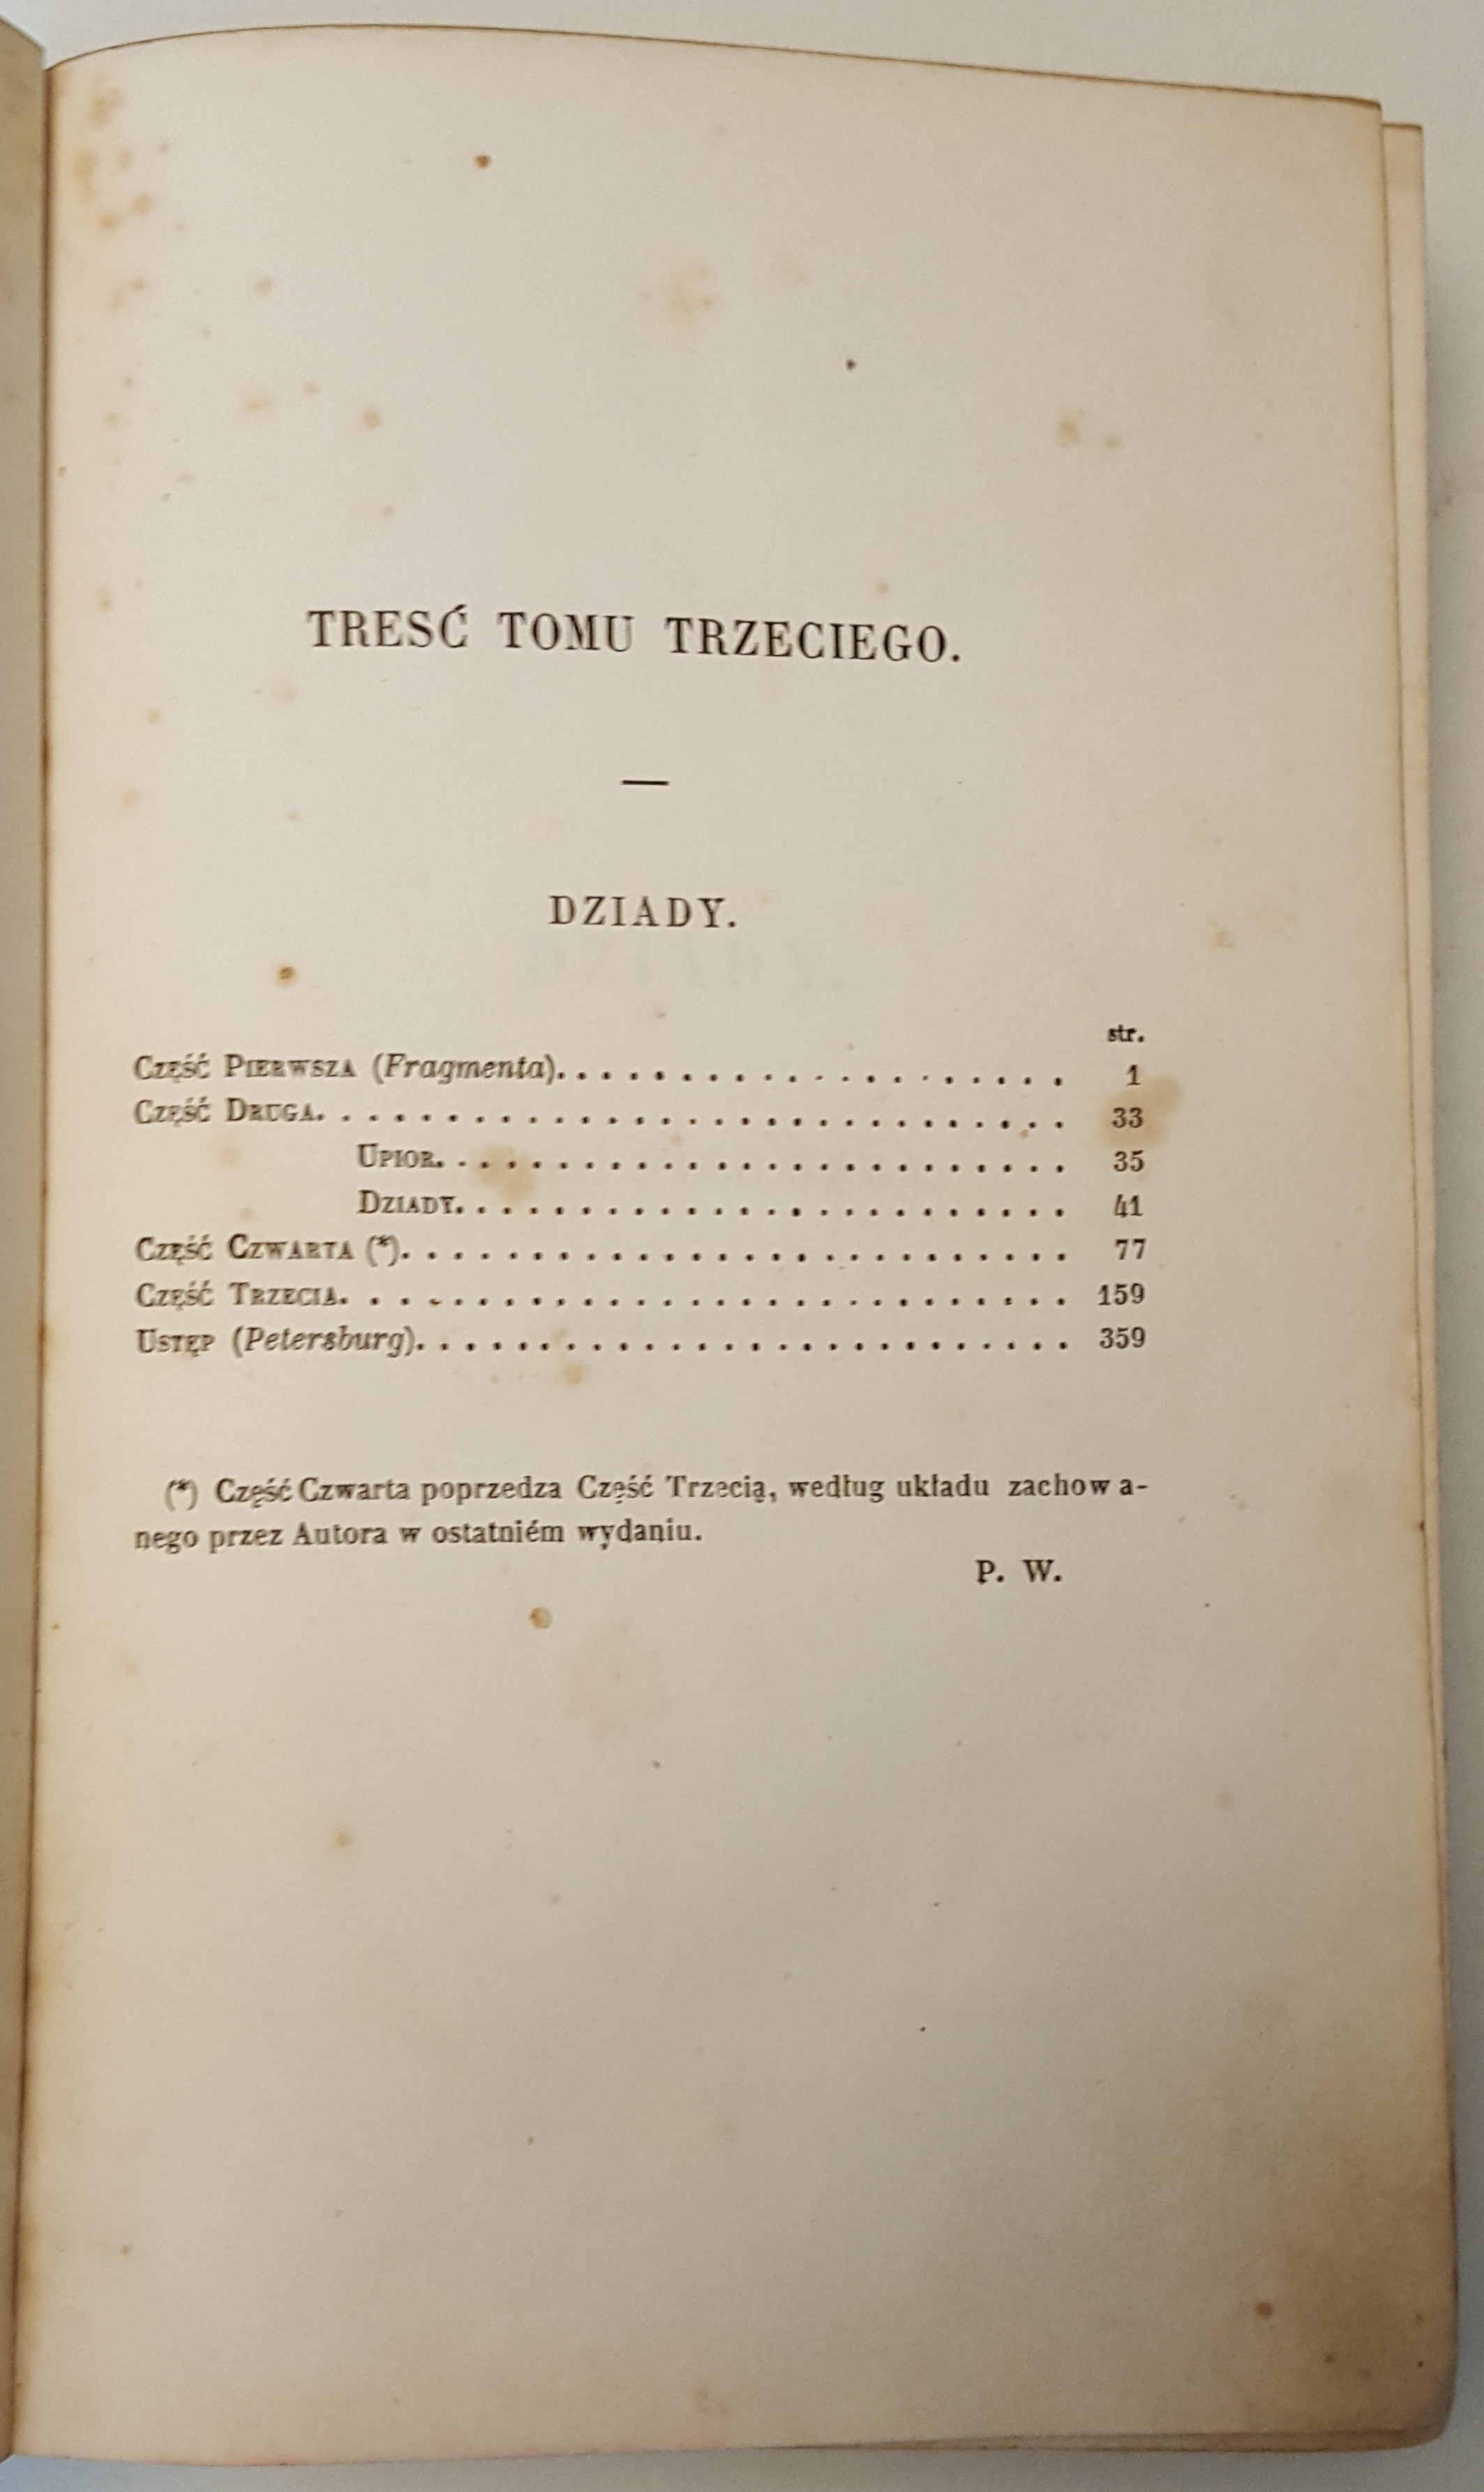 TRESĆ TOMU TRZECIEGO.
—
DZIADY.
str.
Część Pierwsza (Fragmenta). . . . . . . . . . . . . . . . . . . . 1
Część Druga. . . . . . . . . . . . . . . . . . . . . . . . . . . . . 33
Upior. . . . . . . . . . . . . . . . . . . . . . . . . 35
Dziady. . . . . . . . . . . . . . . . . . . . . . . . 41
Część Czwarta (*). . . . . . . . . . . . . . . . . . . . . . . . . . 77
Część Trzecia. . . . . . . . . . . . . . . . . . . . . . . . . . . . 159
Ustęp (Petersburg). . . . . . . . . . . . . . . . . . . . . . . . . 359
(*) Część Czwarta poprzedza Część Trzecią, według układu zachowa-
nego przez Autora w ostatniém wydaniu.
P. W.